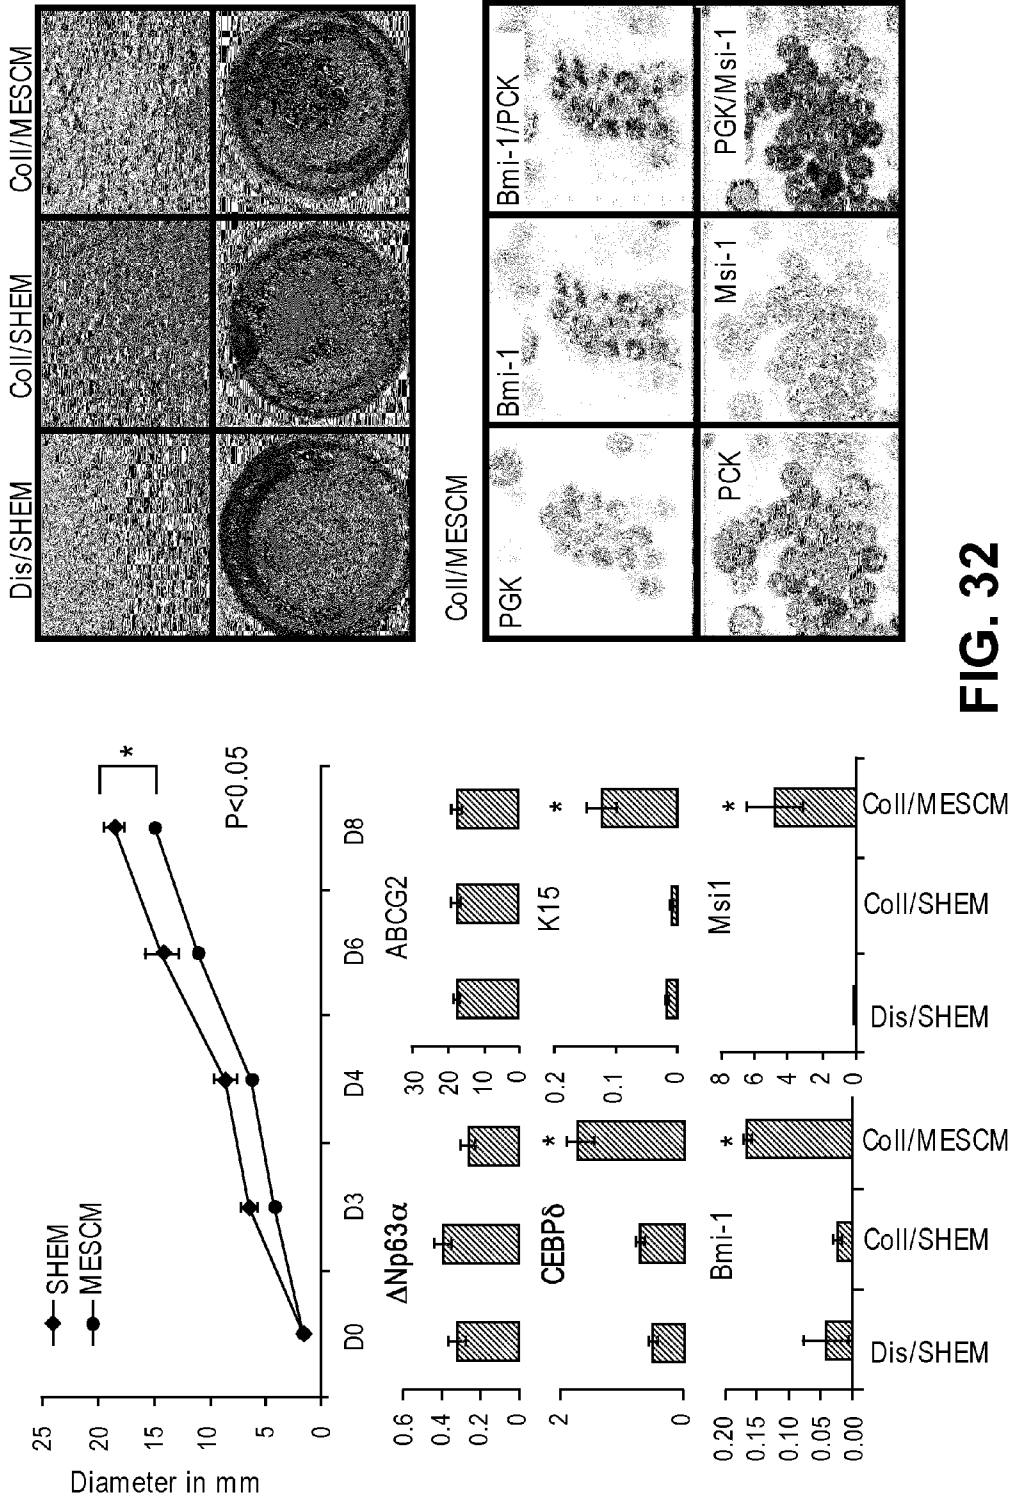 SHEM
MESCM
25
20
15
10
5
0
Diameter in mm
D0
D3
D4
D6
D8
*
P<0.05
ΔNp63α
0.6
0.4
0.2
0
ABCG2
30
20
10
0
CEBPδ
2
0
*
K15
0.2
0.1
0
*
Bmi-1
0.20
0.15
0.10
0.05
0.00
*
Dis/SHEM
Coll/SHEM
Coll/MESCM
Msi1
8
6
4
2
0
*
Dis/SHEM
Coll/SHEM
Coll/MESCM
Dis/SHEM
Coll/SHEM
Coll/MESCM
Coll/MESCM
PGK
Bmi-1
Bmi-1/PCK
PCK
Msi-1
PGK/Msi-1
FIG. 32